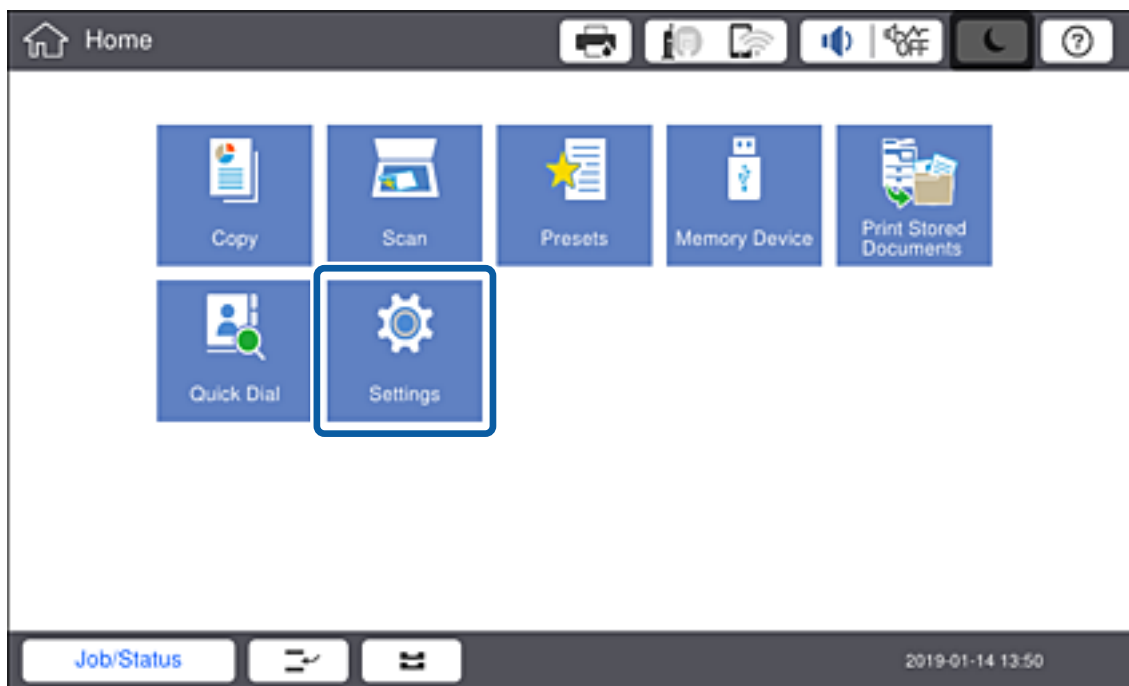 Home
OFF
?
Copy
Scan
Presets
Memory Device
Print Stored
Documents
Quick Dial
Settings
Job/Status
2019-01-14 13:50